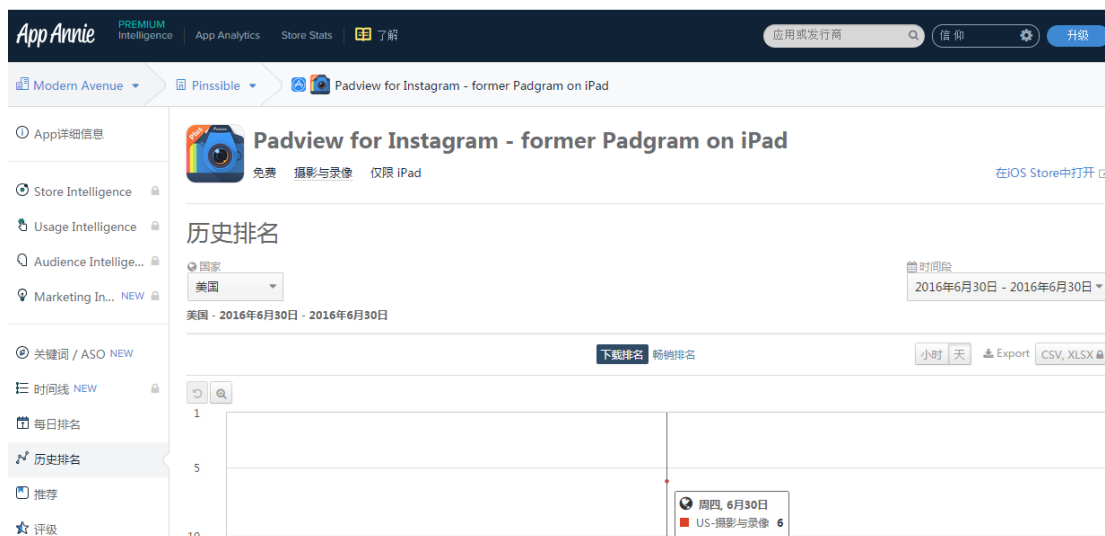 App Annie PREMIUM Intelligence App Analytics Store Stats 了解 应用或发行商 信仰 升级
Modern Avenue Pinssible Padview for Instagram - former Padgram on iPad
App详细信息
Store Intelligence
Usage Intelligence
Audience Intellige...
Marketing In... NEW
关键词 / ASO NEW
时间线 NEW
每日排名
历史排名
推荐
评级
Plus
Padview for Instagram - former Padgram on iPad
免费 摄影与录像 仅限 iPad 在iOS Store中打开
历史排名
国家 时间段
美国 2016年6月30日 - 2016年6月30日
美国 - 2016年6月30日 - 2016年6月30日
下载排名 畅销排名 小时 天 Export CSV, XLSX
1
5
周四, 6月30日
US-摄影与录像 6
10